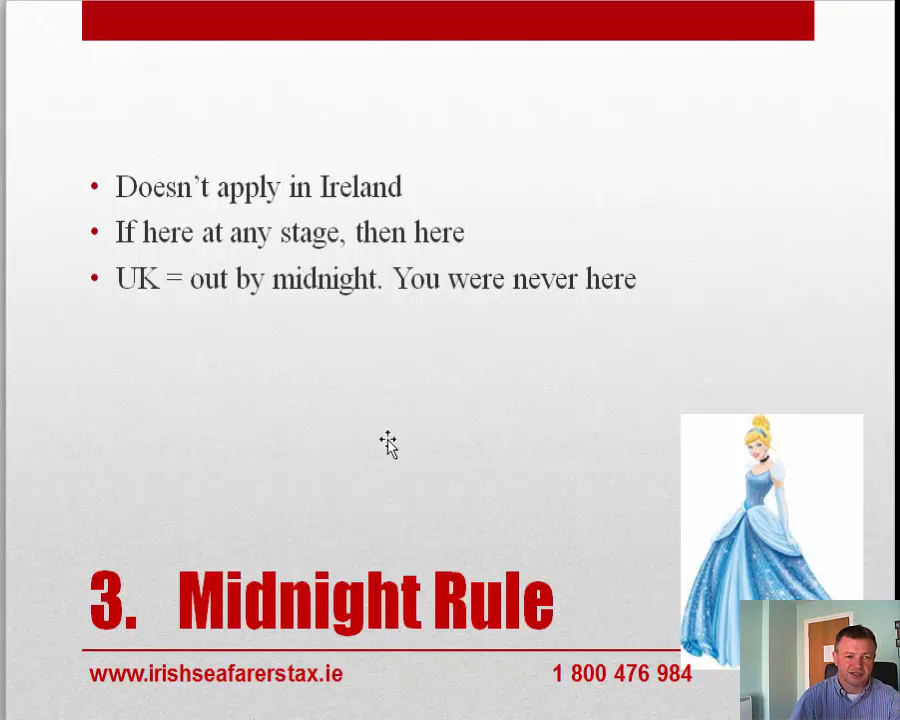 • Doesn’t apply in Ireland
• If here at any stage, then here
• UK = out by midnight. You were never here
3. Midnight Rule
www.irishseafarerstax.ie 1 800 476 984